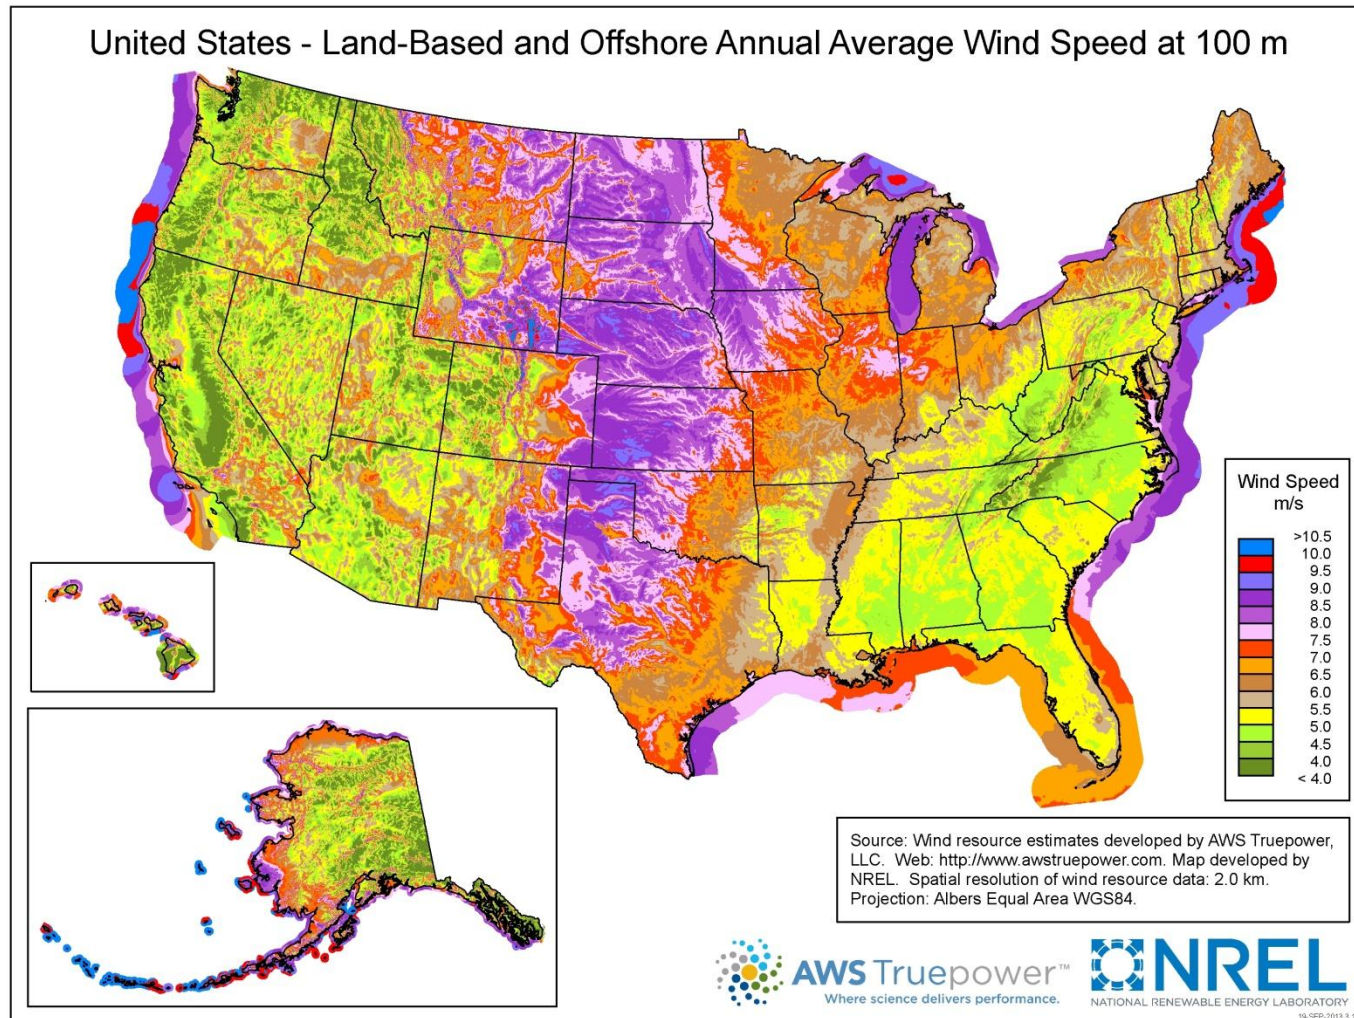 United States - Land-Based and Offshore Annual Average Wind Speed at 100 m
Wind Speed
m/s
>10.5
10.0
9.5
9.0
8.5
8.0
7.5
7.0
6.5
6.0
5.5
5.0
4.5
4.0
< 4.0
Source: Wind resource estimates developed by AWS Truepower,
LLC. Web: http://www.awstruepower.com. Map developed by
NREL. Spatial resolution of wind resource data: 2.0 km.
Projection: Albers Equal Area WGS84.
AWS Truepower™
Where science delivers performance.
NREL
NATIONAL RENEWABLE ENERGY LABORATORY